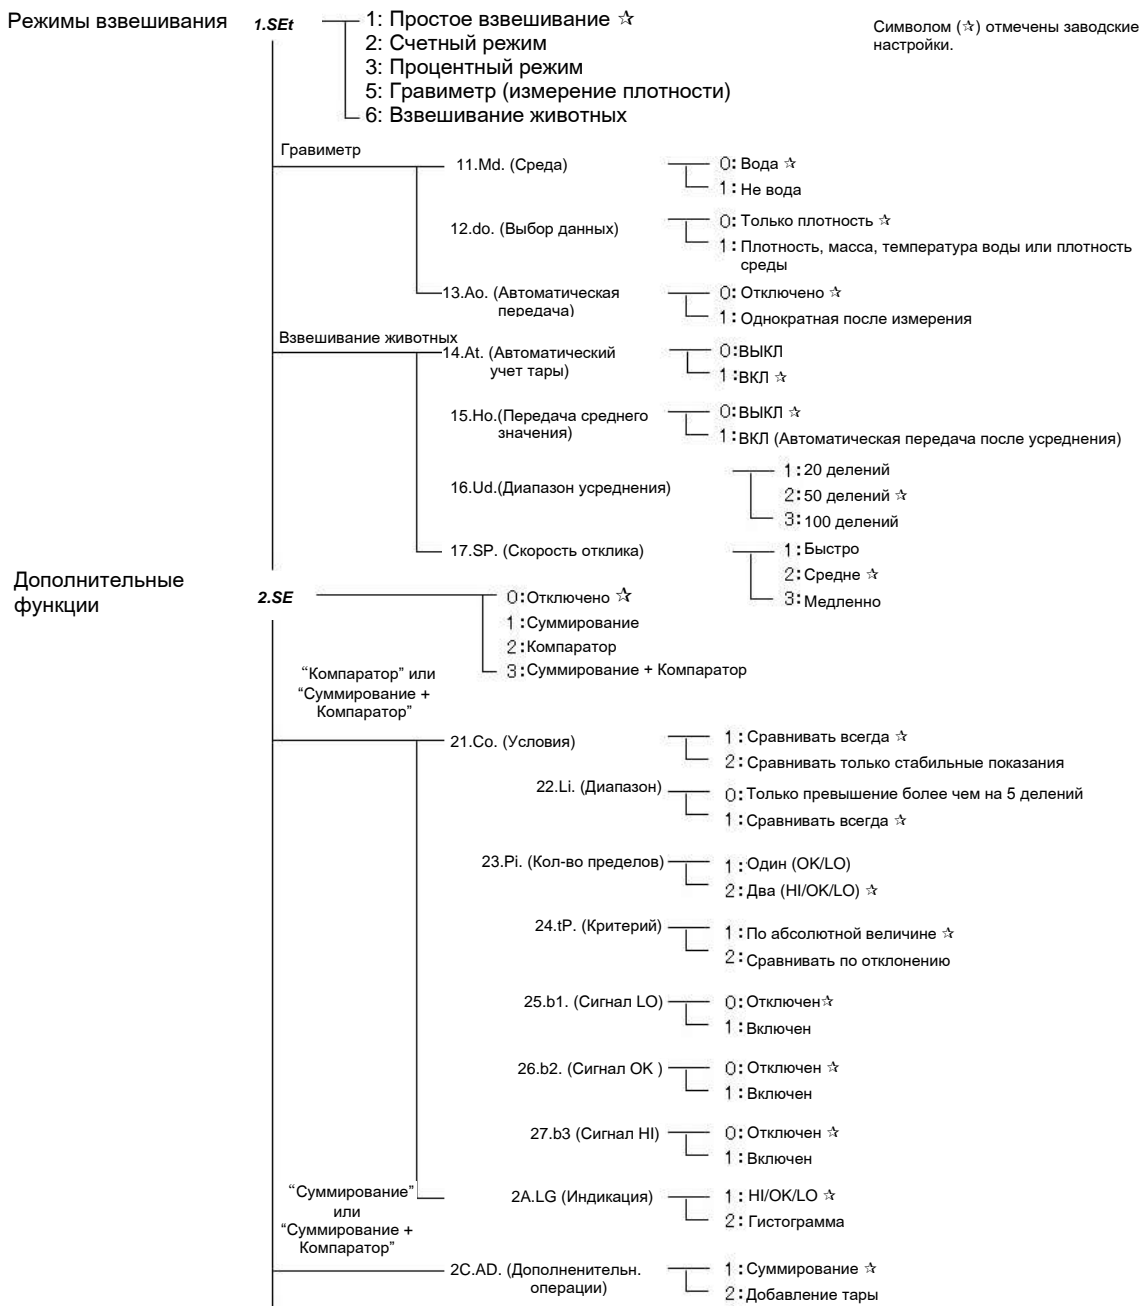 Режимы взвешивания
1.SEt
1: Простое взвешивание ☆
2: Счетный режим
3: Процентный режим
5: Гравиметр (измерение плотности)
6: Взвешивание животных
Символом (☆) отмечены заводские
настройки.
Гравиметр
11.Md. (Среда)
0: Вода ☆
1: Не вода
12.do. (Выбор данных)
0: Только плотность ☆
1: Плотность, масса, температура воды или плотность
среды
13.Ao. (Автоматическая
передача)
0: Отключено ☆
1: Однократная после измерения
Взвешивание животных
14.At. (Автоматический
учет тары)
0:ВЫКЛ
1:ВКЛ ☆
15.Ho.(Передача среднего
значения)
0:ВЫКЛ ☆
1:ВКЛ (Автоматическая передача после усреднения)
16.Ud.(Диапазон усреднения)
1:20 делений
2:50 делений ☆
3:100 делений
17.SP. (Скорость отклика)
1:Быстро
2:Средне ☆
3:Медленно
Дополнительные
функции
2.SE
0:Отключено ☆
1:Суммирование
2:Компаратор
3:Суммирование + Компаратор
“Компаратор” или
“Суммирование +
Компаратор”
21.Co. (Условия)
1: Сравнивать всегда ☆
2: Сравнивать только стабильные показания
22.Li. (Диапазон)
0: Только превышение более чем на 5 делений
1: Сравнивать всегда ☆
23.Pi. (Кол-во пределов)
1:Один (OK/LO)
2:Два (HI/OK/LO) ☆
24.tP. (Критерий)
1:По абсолютной величине ☆
2:Сравнивать по отклонению
25.b1. (Сигнал LO)
0:Отключен☆
1:Включен
26.b2. (Сигнал OK )
0: Отключен ☆
1: Включен
27.b3 (Сигнал HI)
0: Отключен ☆
1: Включен
“Суммирование”
или
“Суммирование +
Компаратор”
2A.LG (Индикация)
1: HI/OK/LO ☆
2: Гистограмма
2C.AD. (Дополненительн.
операции)
1:Суммирование ☆
2:Добавление тары